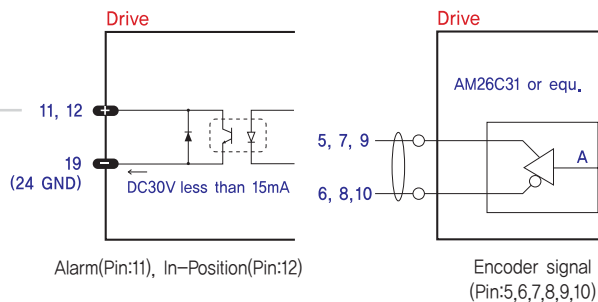 Drive
11, 12
+
19
(24 GND)
−
DC30V less than 15mA
Alarm(Pin:11), In-Position(Pin:12)
Drive
AM26C31 or equ.
5, 7, 9
A
6, 8,10
Encoder signal
(Pin:5,6,7,8,9,10)